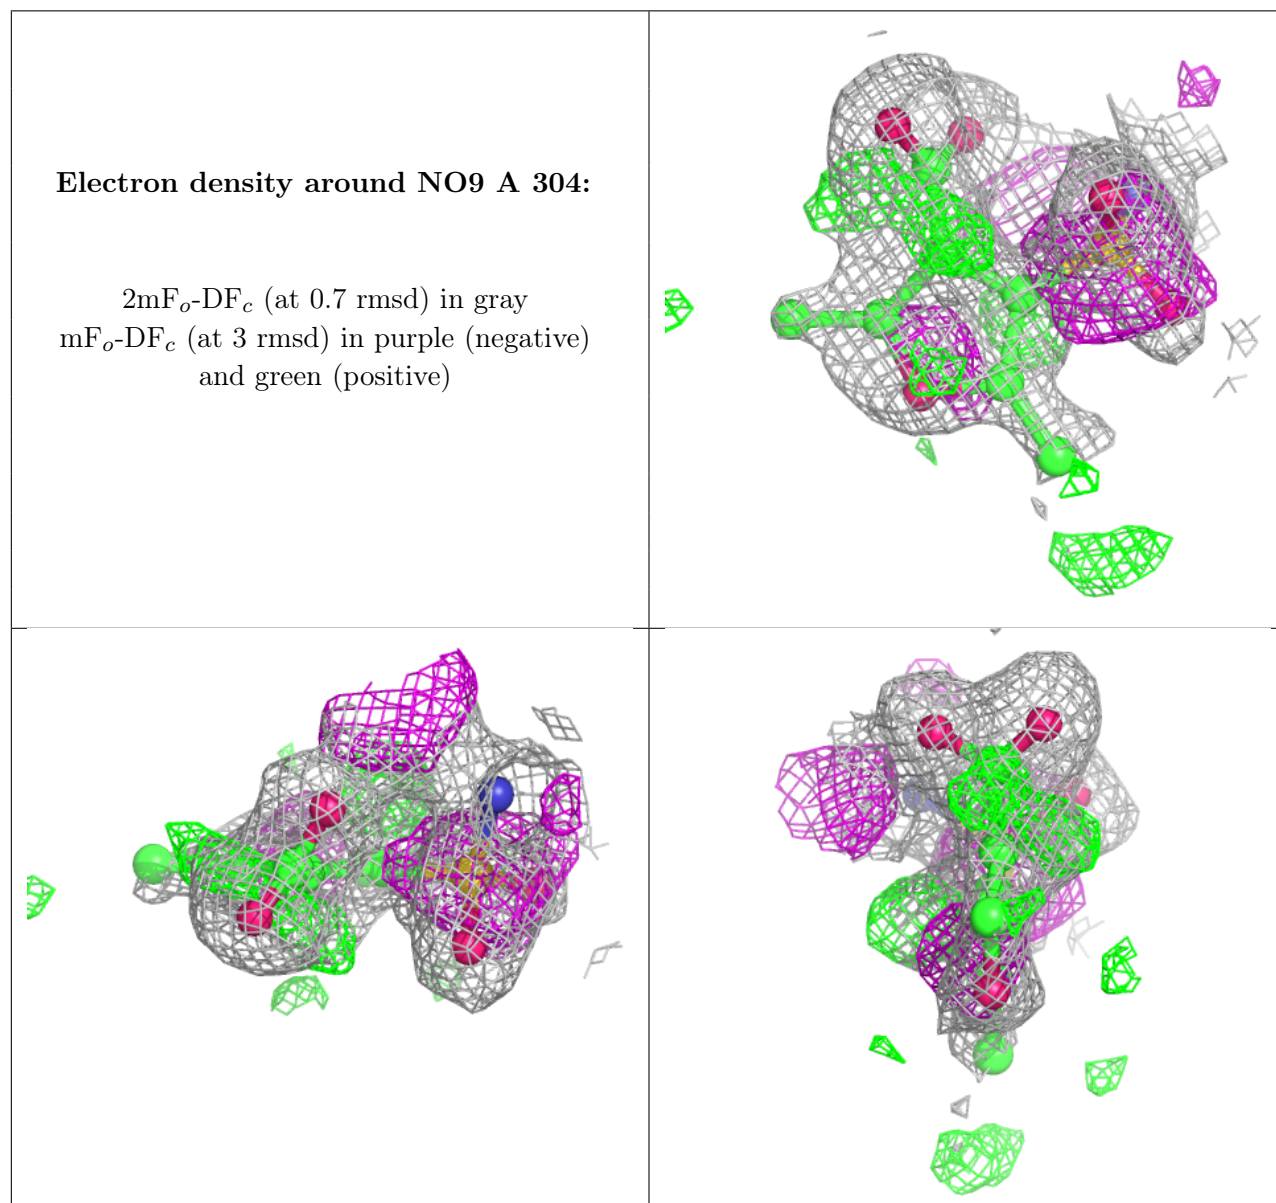 Electron density around NO9 A 304:
2mFo-DFc (at 0.7 rmsd) in gray
mFo-DFc (at 3 rmsd) in purple (negative)
and green (positive)